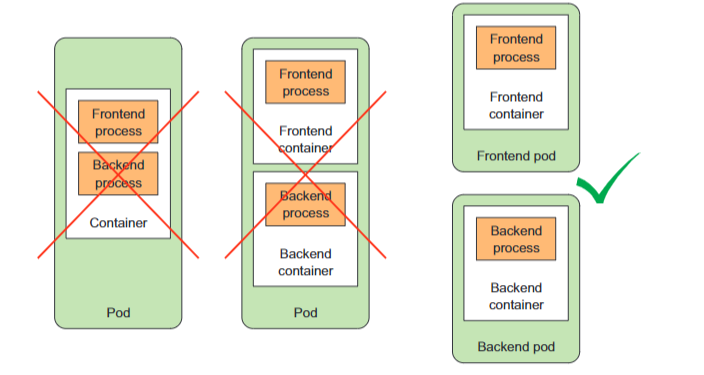 Frontend
process
Backend
process
Container
Pod
Frontend
process
Frontend
container
Backend
process
Backend
container
Pod
Frontend
process
Frontend
container
Frontend pod
Backend
process
Backend
container
Backend pod